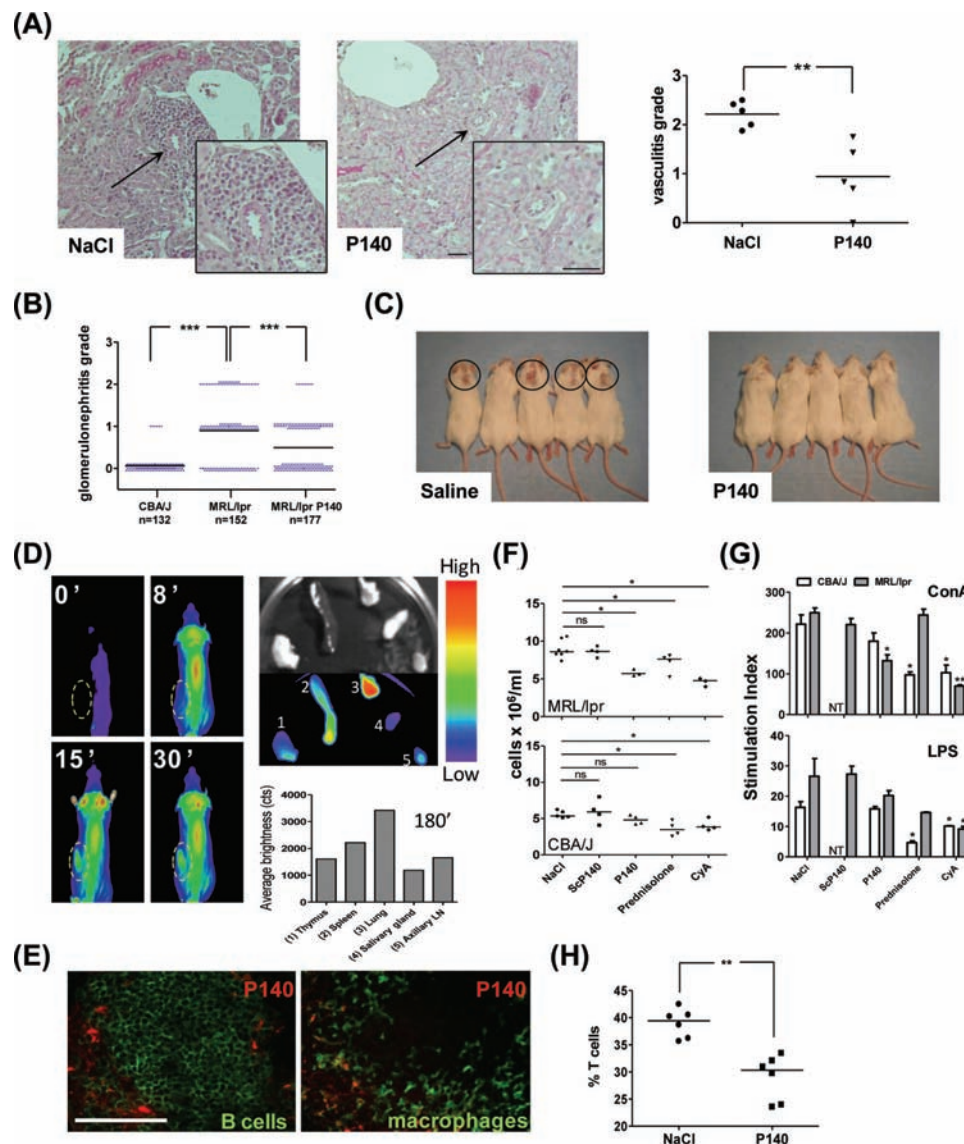 (A)
NaCl
P140
vasculitis grade
3
2
1
0
**
NaCl
P140
(B)
glomerulonephritis grade
3
2
1
0
***
***
CBA/J
n=132
MRL/lpr
n=152
MRL/lpr P140
n=177
(C)
Saline
P140
(D)
0'
8'
15'
30'
High
Low
1
2
3
4
5
Average brightness (cts)
4000
3000
2000
1000
0
180'
(1) Thymus
(2) Spleen
(3) Lung
(4) Salivary gland
(5) Axillary LN
(E)
P140
B cells
P140
macrophages
(F)
cells x 10⁶/ml
*
*
*
ns
15
10
5
0
MRL/lpr
*
*
ns
ns
15
10
5
0
CBA/J
NaCl
ScP140
P140
Prednisolone
CyA
(G)
CBA/J
MRL/lpr
ConA
Stimulation Index
300
200
100
0
NT
*
*
*
**
LPS
40
30
20
10
0
NT
*
*
*
NaCl
ScP140
P140
Prednisolone
CyA
(H)
% T cells
45
40
35
30
25
20
**
NaCl
P140